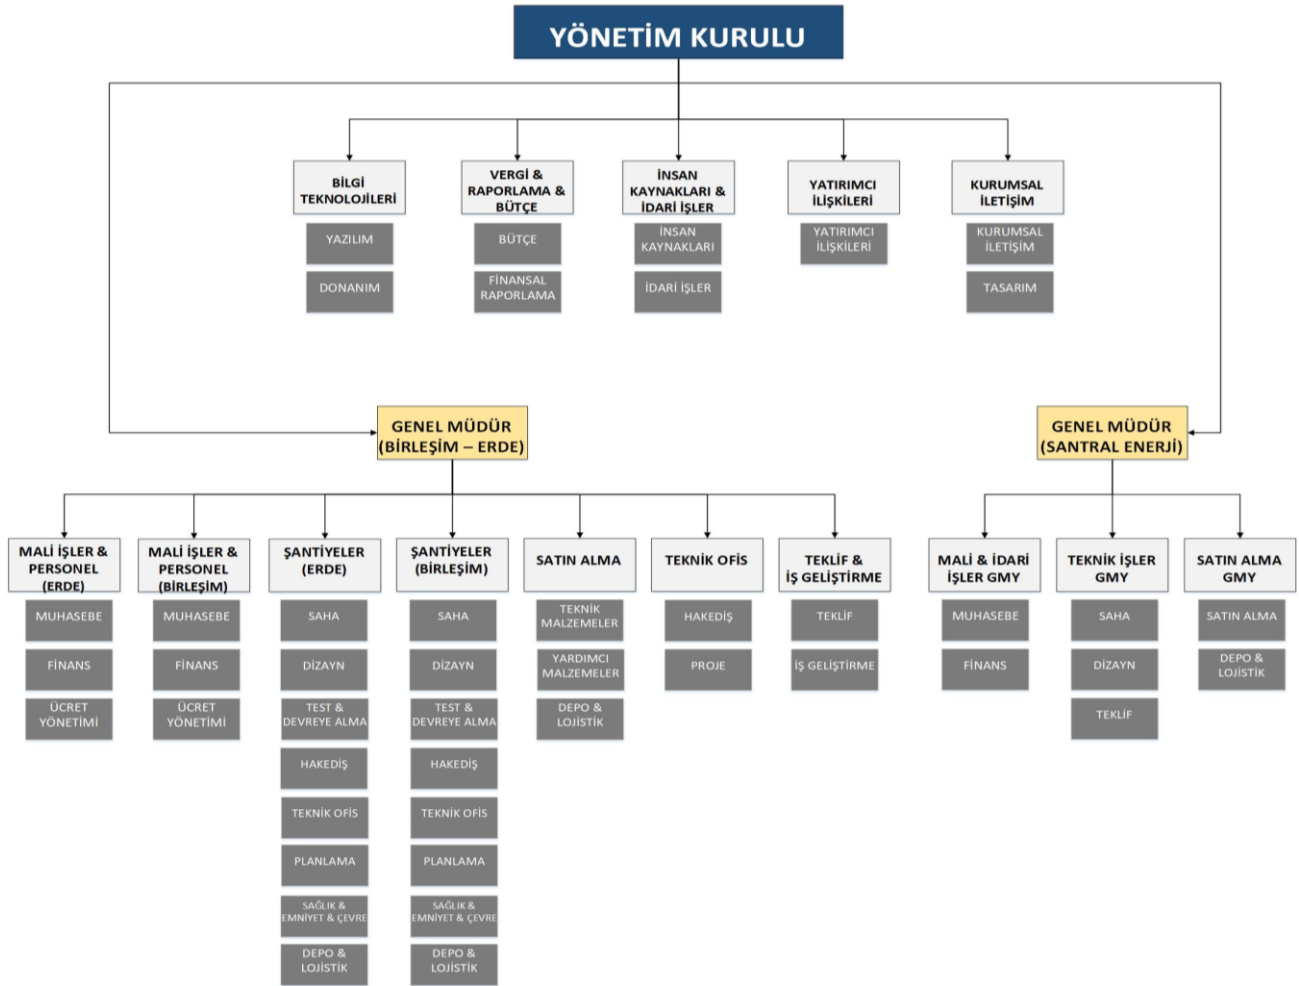 YÖNETİM KURULU
BİLGİ
TEKNOLOJİLERİ
YAZILIM
DONANIM
VERGİ &
RAPORLAMA &
BÜTÇE
BÜTÇE
FİNANSAL
RAPORLAMA
İNSAN
KAYNAKLARI &
İDARİ İŞLER
İNSAN
KAYNAKLARI
İDARİ İŞLER
YATIRIMCI
İLİŞKİLERİ
YATIRIMCI
İLİŞKİLERİ
KURUMSAL
İLETİŞİM
KURUMSAL
İLETİŞİM
TASARIM
GENEL MÜDÜR
(BİRLEŞİM – ERDE)
MALİ İŞLER &
PERSONEL
(ERDE)
MUHASEBE
FİNANS
ÜCRET
YÖNETİMİ
MALİ İŞLER &
PERSONEL
(BİRLEŞİM)
MUHASEBE
FİNANS
ÜCRET
YÖNETİMİ
ŞANTİYELER
(ERDE)
SAHA
DİZAYN
TEST &
DEVREYE ALMA
HAKEDİŞ
TEKNİK OFİS
PLANLAMA
SAĞLIK &
EMNİYET & ÇEVRE
DEPO &
LOJİSTİK
ŞANTİYELER
(BİRLEŞİM)
SAHA
DİZAYN
TEST &
DEVREYE ALMA
HAKEDİŞ
TEKNİK OFİS
PLANLAMA
SAĞLIK &
EMNİYET & ÇEVRE
DEPO &
LOJİSTİK
SATIN ALMA
TEKNİK
MALZEMELER
YARDIMCI
MALZEMELER
DEPO &
LOJİSTİK
TEKNİK OFİS
HAKEDİŞ
PROJE
TEKLİF &
İŞ GELİŞTİRME
TEKLİF
İŞ GELİŞTİRME
GENEL MÜDÜR
(SANTRAL ENERJİ)
MALİ & İDARİ
İŞLER GMY
MUHASEBE
FİNANS
TEKNİK İŞLER
GMY
SAHA
DİZAYN
TEKLİF
SATIN ALMA
GMY
SATIN ALMA
DEPO &
LOJİSTİK